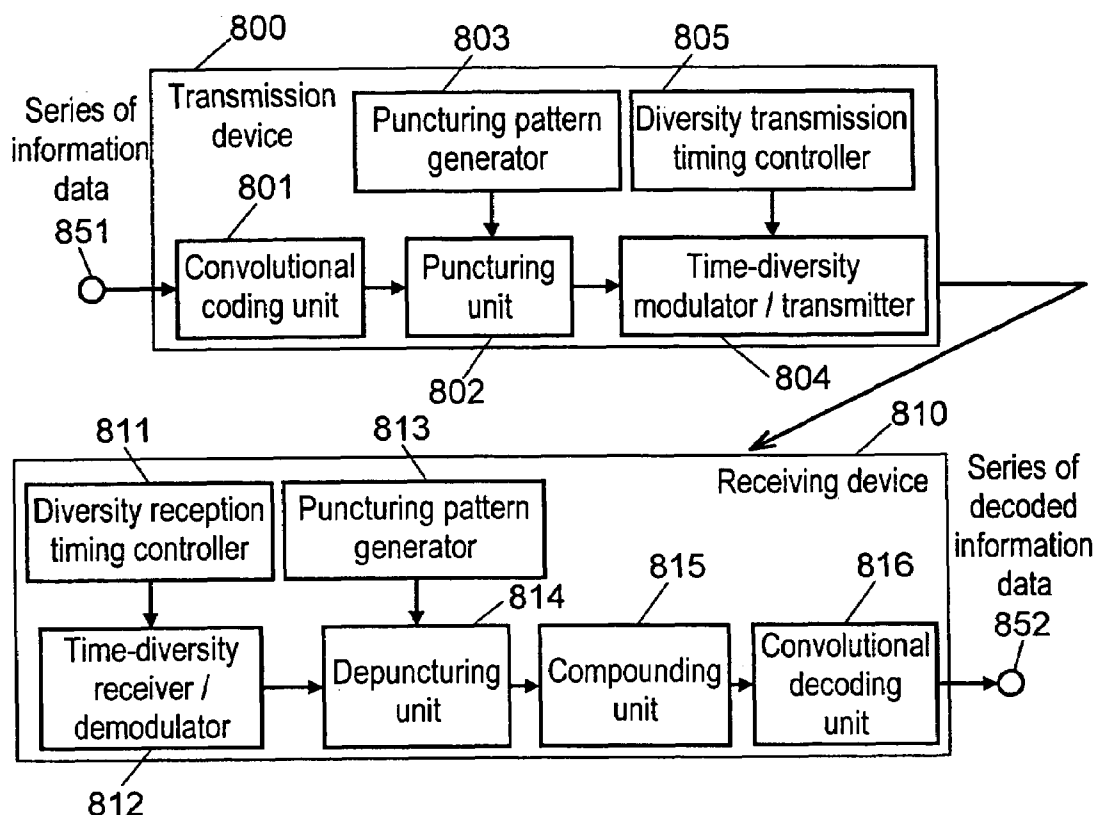 800
803
805
Series of
information
data
851
Transmission
device
Puncturing pattern
generator
Diversity transmission
timing controller
801
Convolutional
coding unit
Puncturing
unit
Time-diversity
modulator / transmitter
802
804
811
813
810
Receiving device
Series of
decoded
information
data
852
Diversity reception
timing controller
Puncturing pattern
generator
814
815
816
Time-diversity
receiver /
demodulator
Depuncturing
unit
Compounding
unit
Convolutional
decoding
unit
812